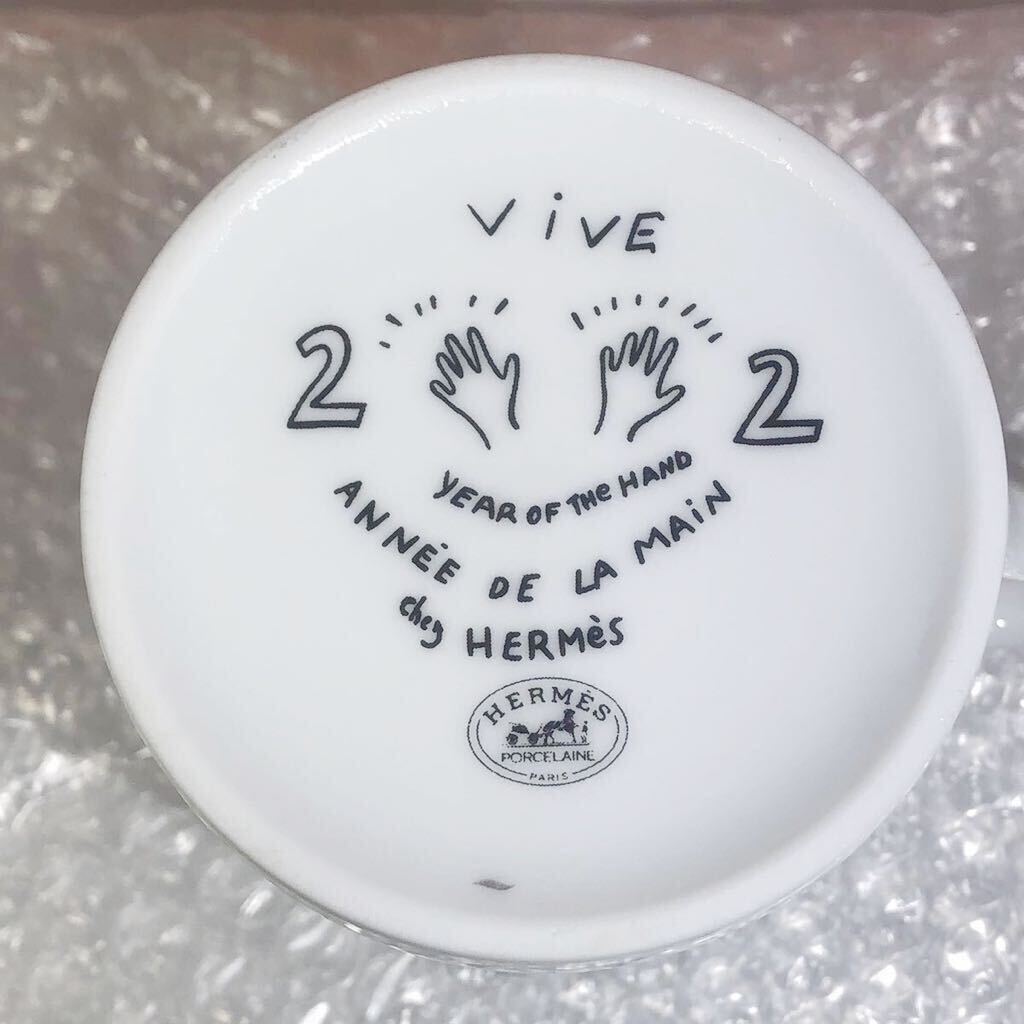 ViVE
2 2
YEAR OF THe HAND
ANNÉE DE LA MAiN
chez HERMèS
HERMÈS
PORCELAINE
PARIS